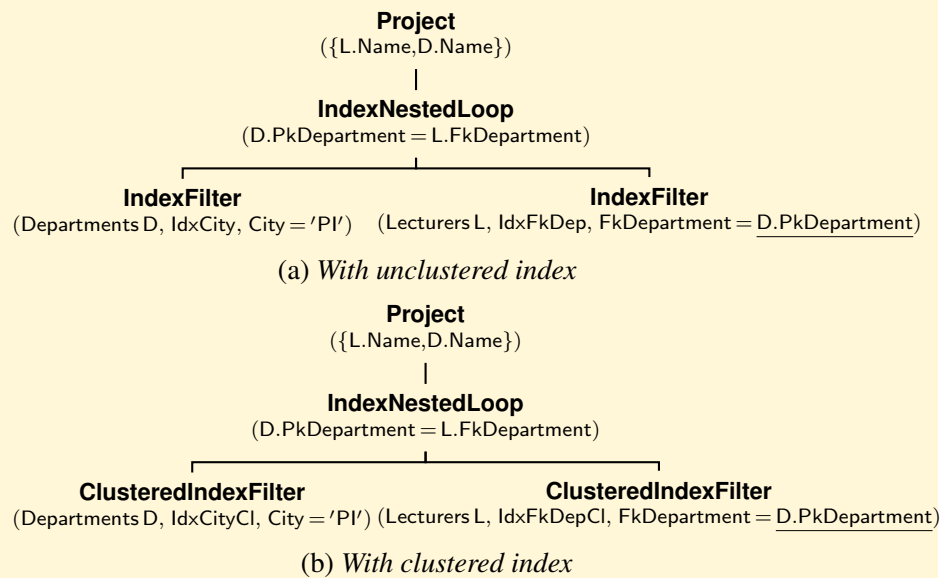 Project
({L.Name,D.Name})
IndexNestedLoop
(D.PkDepartment = L.FkDepartment)
IndexFilter IndexFilter
(Departments D, IdxCity, City = ′PI′) (Lecturers L, IdxFkDep, FkDepartment = D.PkDepartment)
(a) With unclustered index
Project
({L.Name,D.Name})
IndexNestedLoop
(D.PkDepartment = L.FkDepartment)
ClusteredIndexFilter ClusteredIndexFilter
(Departments D, IdxCityCl, City = ′PI′) (Lecturers L, IdxFkDepCl, FkDepartment = D.PkDepartment)
(b) With clustered index